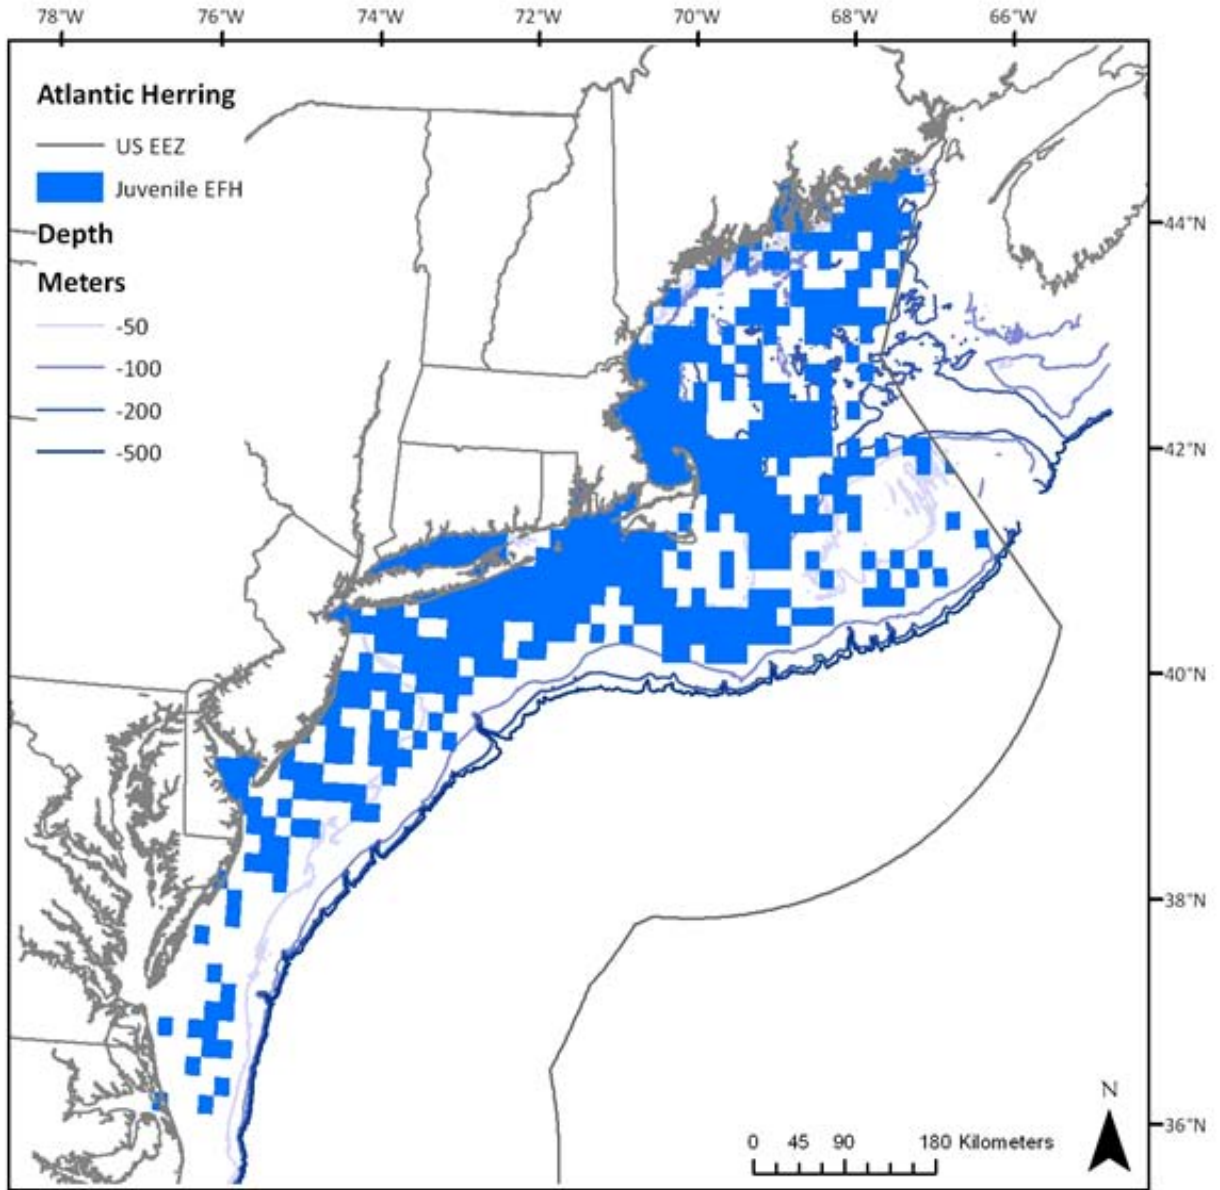 78°W 76°W 74°W 72°W 70°W 68°W 66°W
Atlantic Herring
US EEZ
Juvenile EFH
Depth
Meters
-50
-100
-200
-500
44°N
42°N
40°N
38°N
36°N
N
0 45 90 180 Kilometers